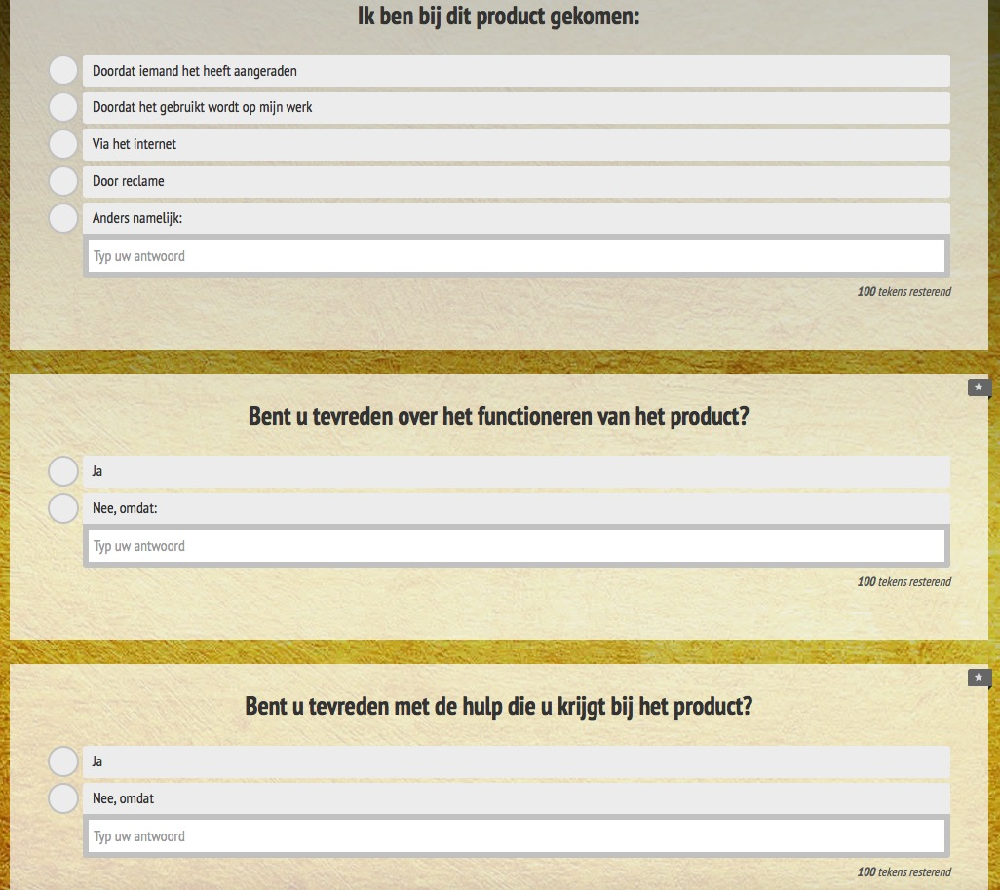 Ik ben bij dit product gekomen:
Doordat iemand het heeft aangeraden
Doordat het gebruikt wordt op mijn werk
Via het internet
Door reclame
Anders namelijk:
Typ uw antwoord
100 tekens resterend
Bent u tevreden over het functioneren van het product?
Ja
Nee, omdat:
Typ uw antwoord
100 tekens resterend
Bent u tevreden met de hulp die u krijgt bij het product?
Ja
Nee, omdat
Typ uw antwoord
100 tekens resterend